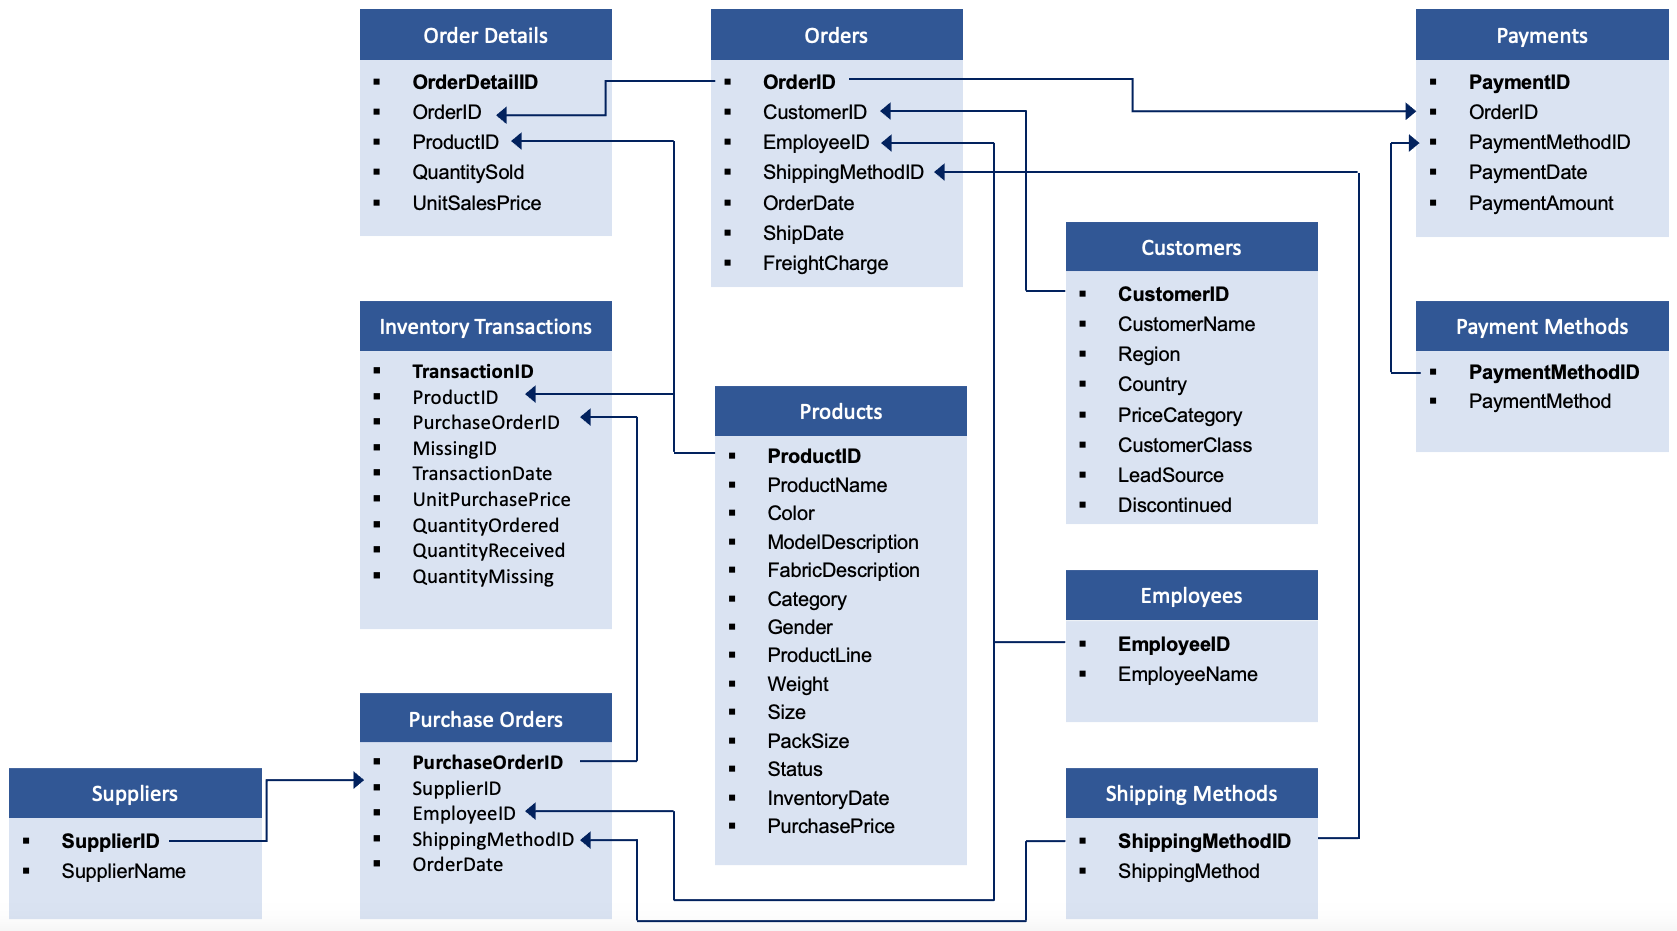 Order Details
OrderDetailID
OrderID
ProductID
QuantitySold
UnitSalesPrice
Orders
OrderID
CustomerID
EmployeeID
ShippingMethodID
OrderDate
ShipDate
FreightCharge
Payments
PaymentID
OrderID
PaymentMethodID
PaymentDate
PaymentAmount
Customers
CustomerID
CustomerName
Region
Country
PriceCategory
CustomerClass
LeadSource
Discontinued
Inventory Transactions
TransactionID
ProductID
PurchaseOrderID
MissingID
TransactionDate
UnitPurchasePrice
QuantityOrdered
QuantityReceived
QuantityMissing
Payment Methods
PaymentMethodID
PaymentMethod
Products
ProductID
ProductName
Color
ModelDescription
FabricDescription
Category
Gender
ProductLine
Weight
Size
PackSize
Status
InventoryDate
PurchasePrice
Employees
EmployeeID
EmployeeName
Purchase Orders
PurchaseOrderID
SupplierID
EmployeeID
ShippingMethodID
OrderDate
Suppliers
SupplierID
SupplierName
Shipping Methods
ShippingMethodID
ShippingMethod